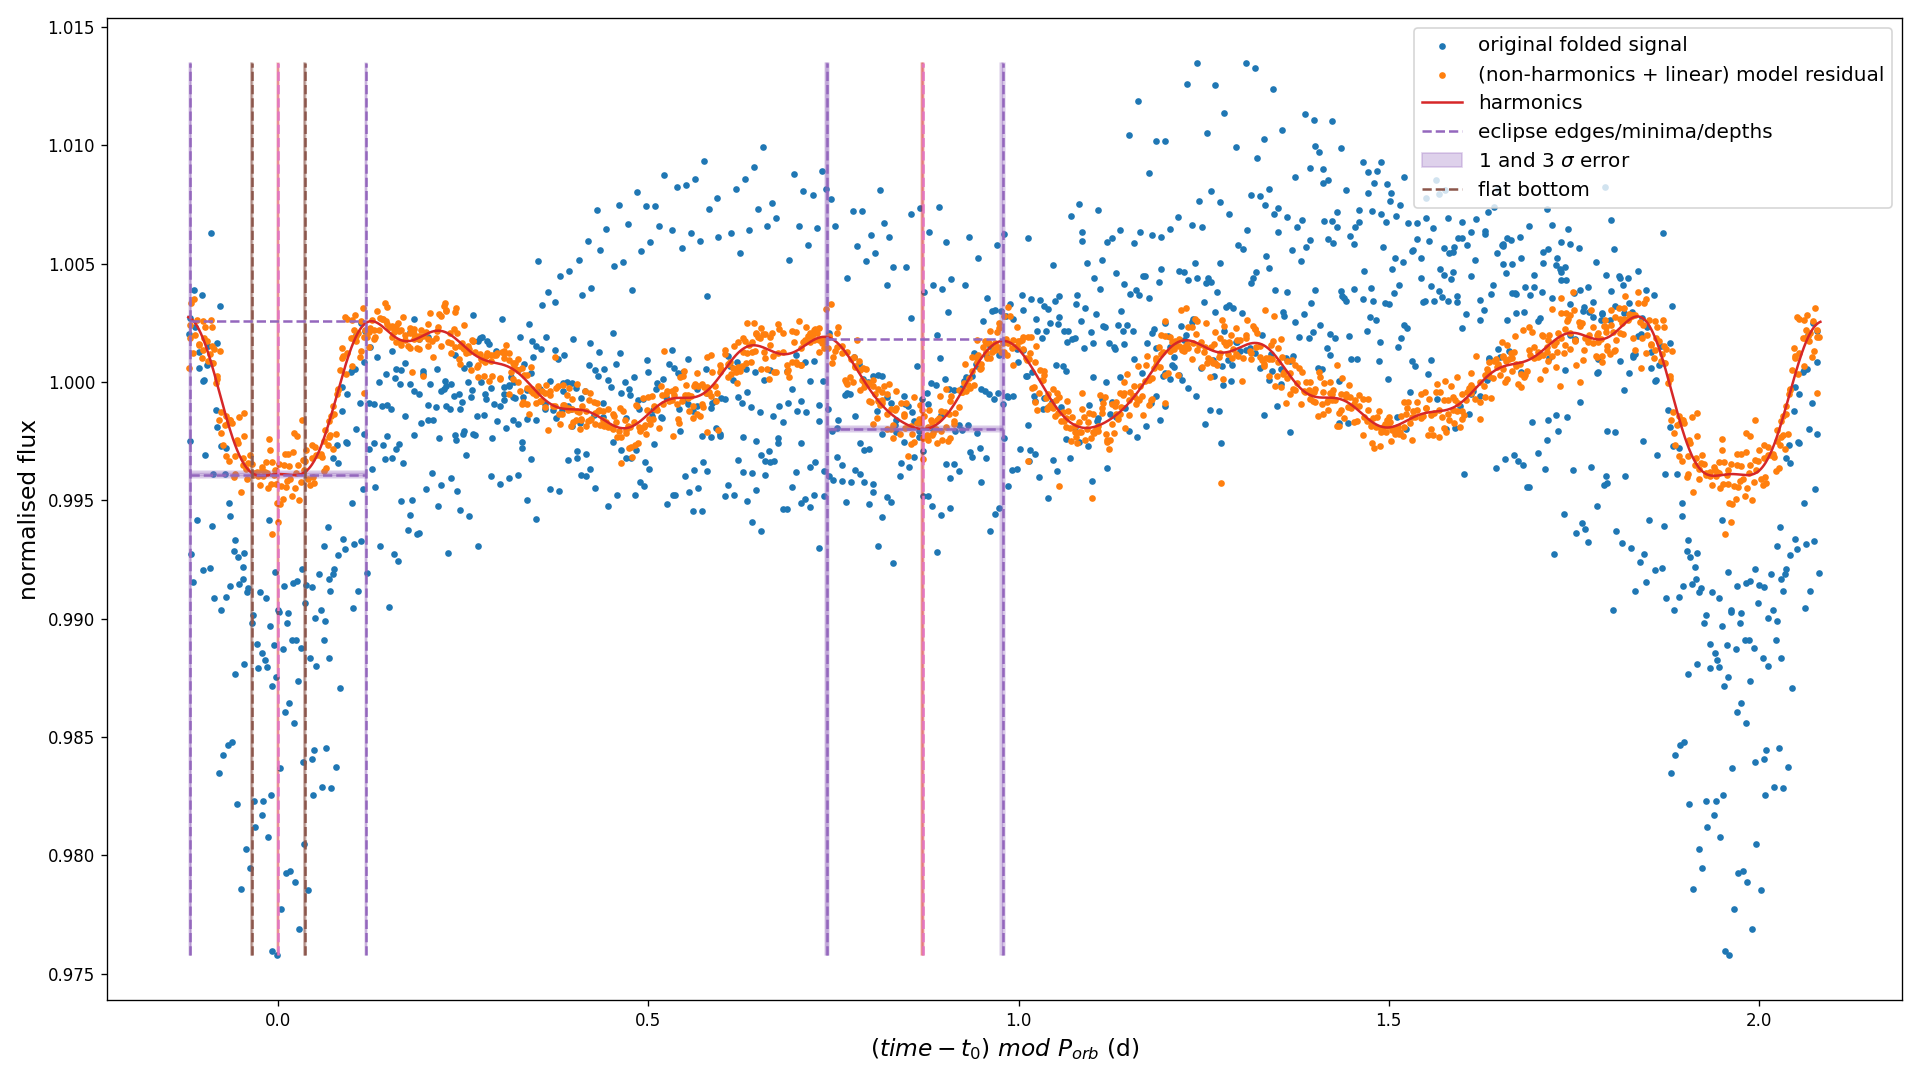 1.015
1.010
1.005
1.000
0.995
0.990
0.985
0.980
0.975
normalised flux
original folded signal
(non-harmonics + linear) model residual
harmonics
eclipse edges/minima/depths
1 and 3 σ error
flat bottom
0.0 0.5 1.0 1.5 2.0
(time − t₀) mod Pₒᵣb (d)